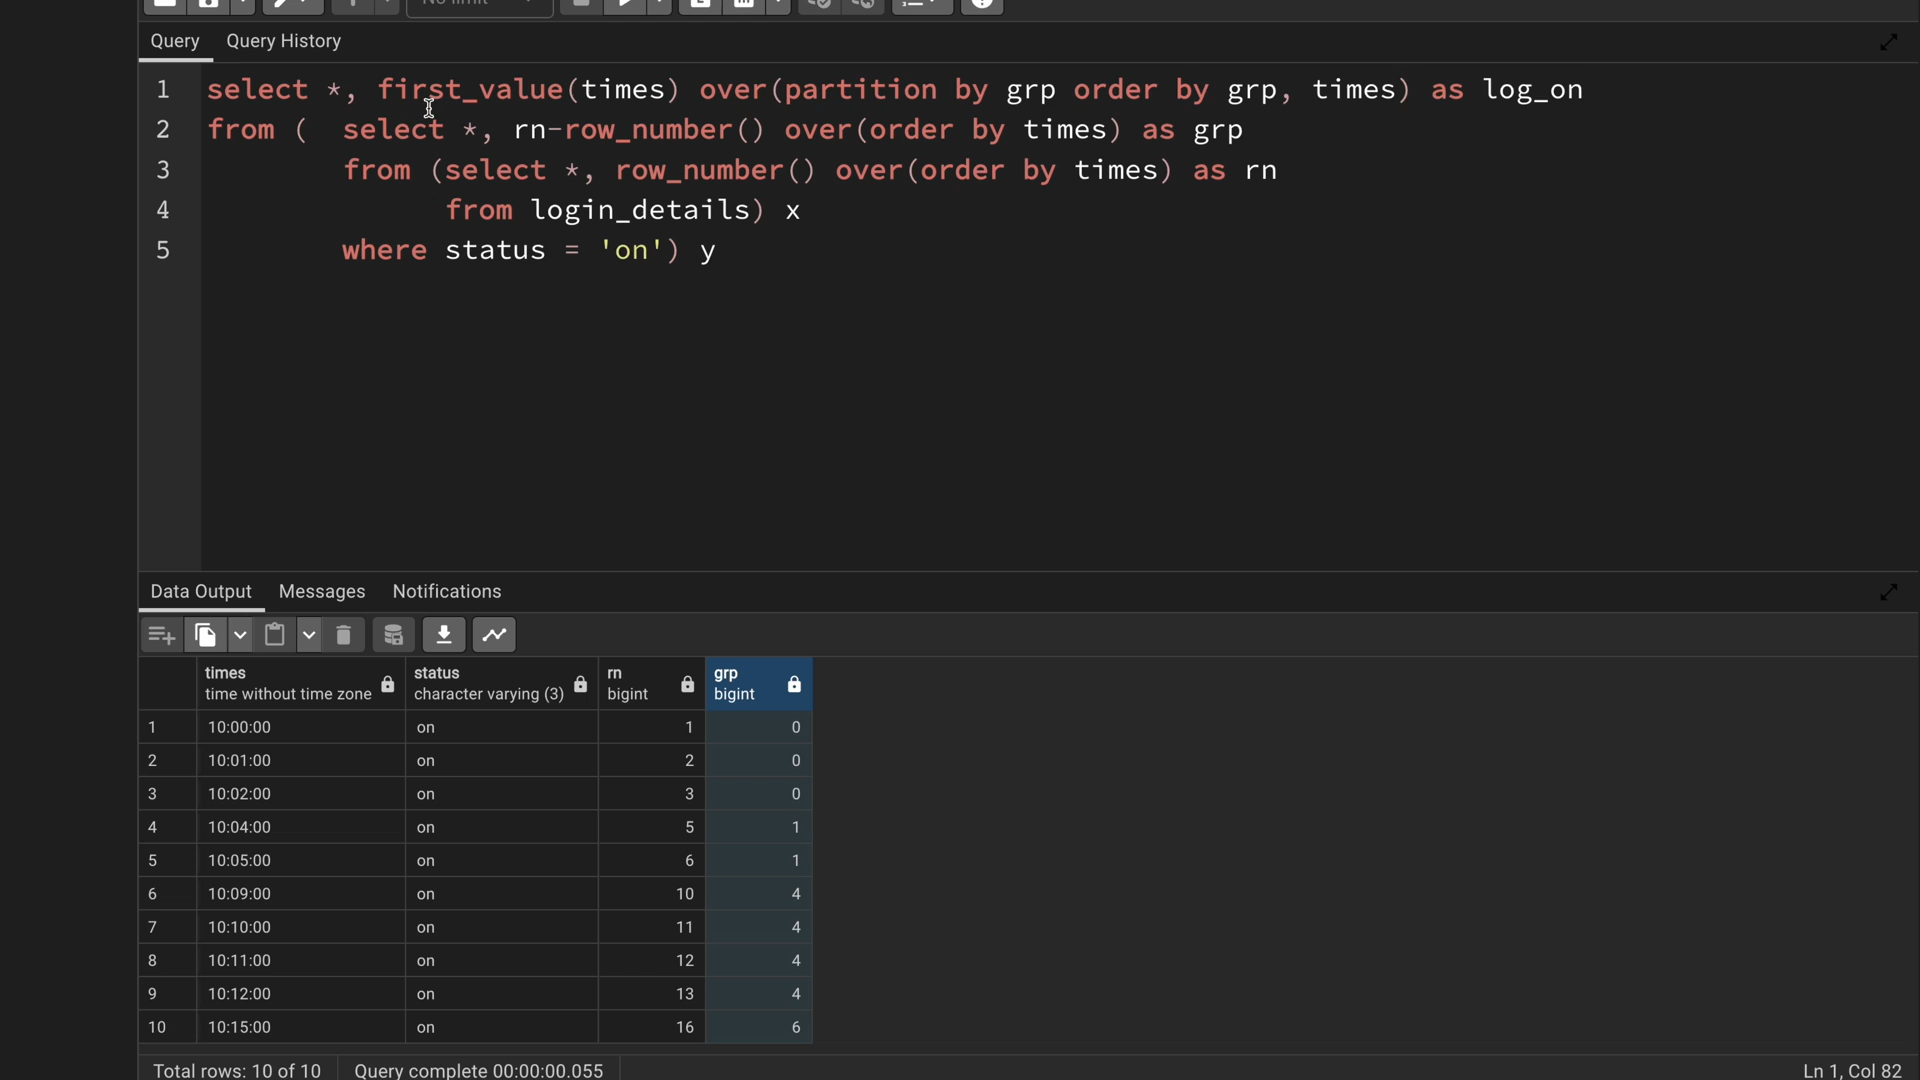 No limit
Query Query History
1 select *, first_value(times) over(partition by grp order by grp, times) as log_on
2 from (  select *, rn-row_number() over(order by times) as grp
3         from (select *, row_number() over(order by times) as rn
4               from login_details) x
5         where status = 'on') y
Data Output Messages Notifications
times status rn grp
time without time zone character varying (3) bigint bigint
1 10:00:00 on 1 0
2 10:01:00 on 2 0
3 10:02:00 on 3 0
4 10:04:00 on 5 1
5 10:05:00 on 6 1
6 10:09:00 on 10 4
7 10:10:00 on 11 4
8 10:11:00 on 12 4
9 10:12:00 on 13 4
10 10:15:00 on 16 6
Total rows: 10 of 10 Query complete 00:00:00.055 Ln 1, Col 82